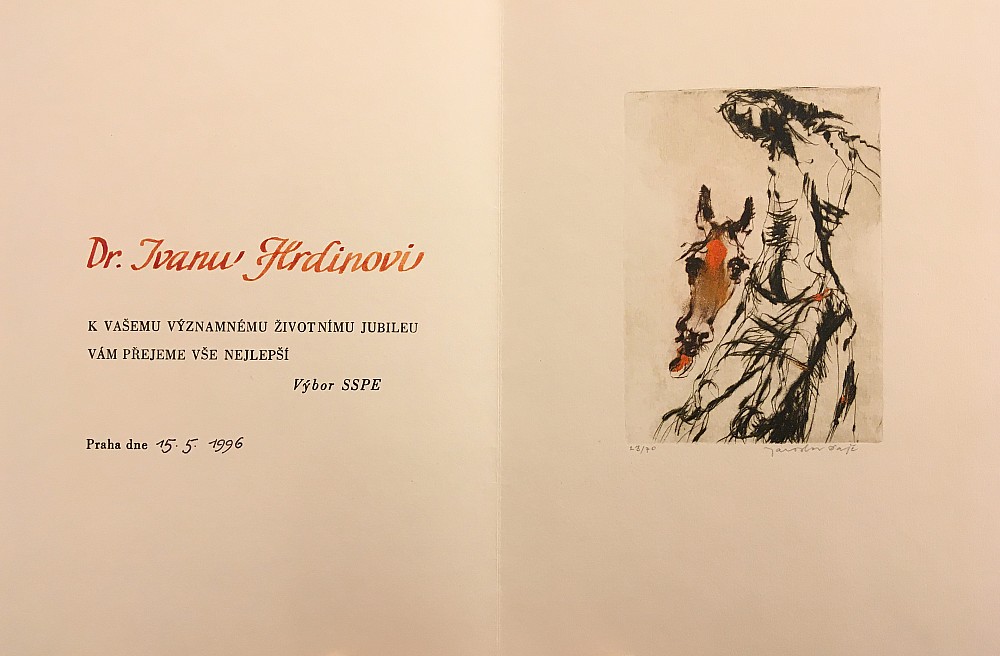 Dr. Ivanu Hrdinovi
K VAŠEMU VÝZNAMNÉMU ŽIVOTNÍMU JUBILEU
VÁM PŘEJEME VŠE NEJLEPŠÍ
Výbor SSPE
Praha dne 15. 5. 1996
23/70
Jaroslav